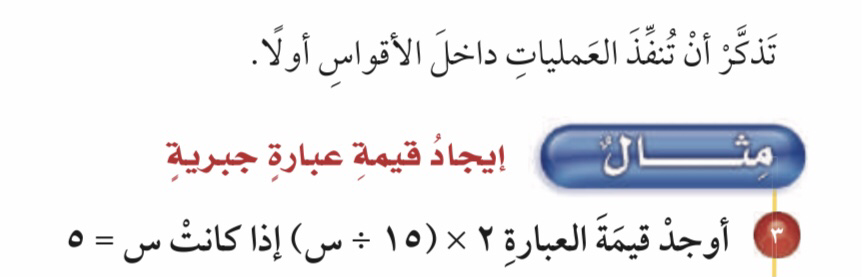 تَذكَّرْ أنْ تُنفِّذَ العَملياتِ داخلَ الأقواسِ أولًا.
مِثـــالٌ إيجادُ قيمةِ عبارةٍ جبريةٍ
٣ أوجدْ قيمَةَ العبارةِ ٢ × (١٥ ÷ س) إذا كانتْ س = ٥